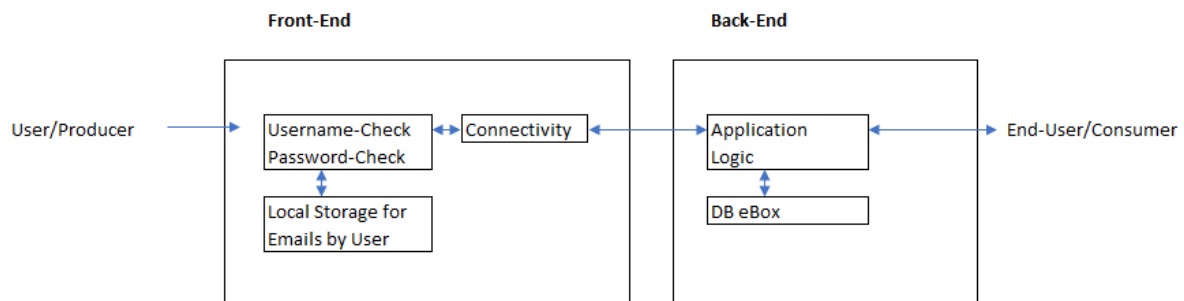 Front-End
Back-End
User/Producer
Username-Check
Password-Check
Connectivity
Application
Logic
End-User/Consumer
Local Storage for
Emails by User
DB eBox